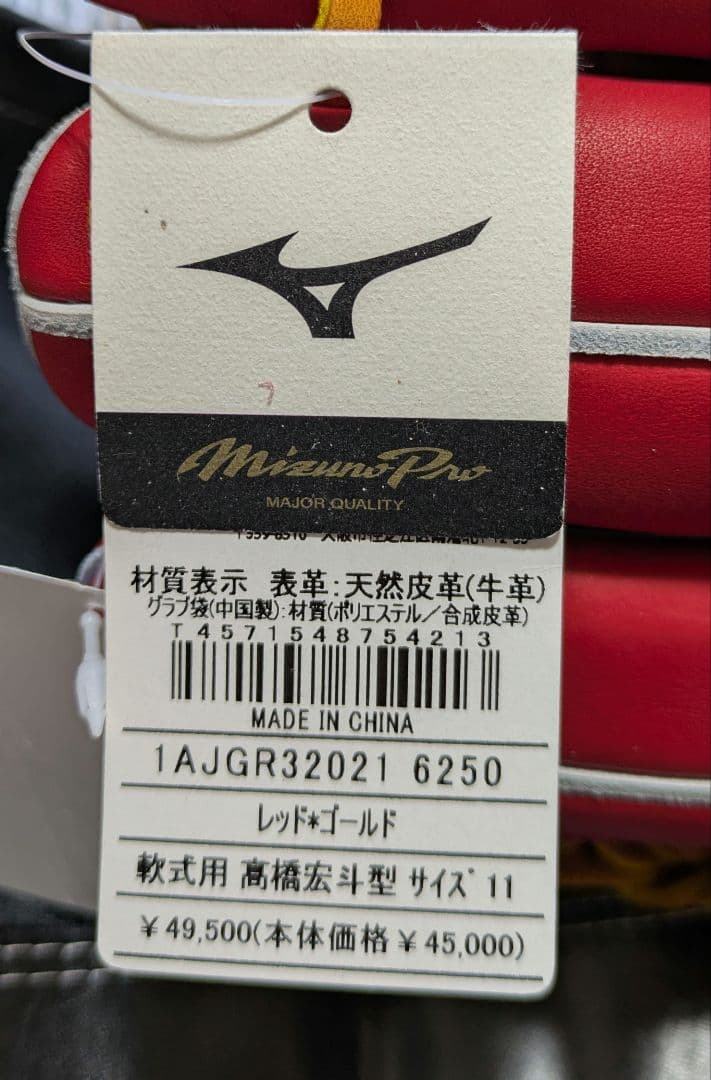 Mizuno Pro
MAJOR QUALITY
材質表示 表革:天然皮革(牛革)
グラブ袋(中国製):材質(ポリエステル/合成皮革)
T 4571548754213
MADE IN CHINA
1AJGR32021 6250
レッド*ゴールド
軟式用 髙橋宏斗型 サイズ 11
¥49,500(本体価格¥45,000)